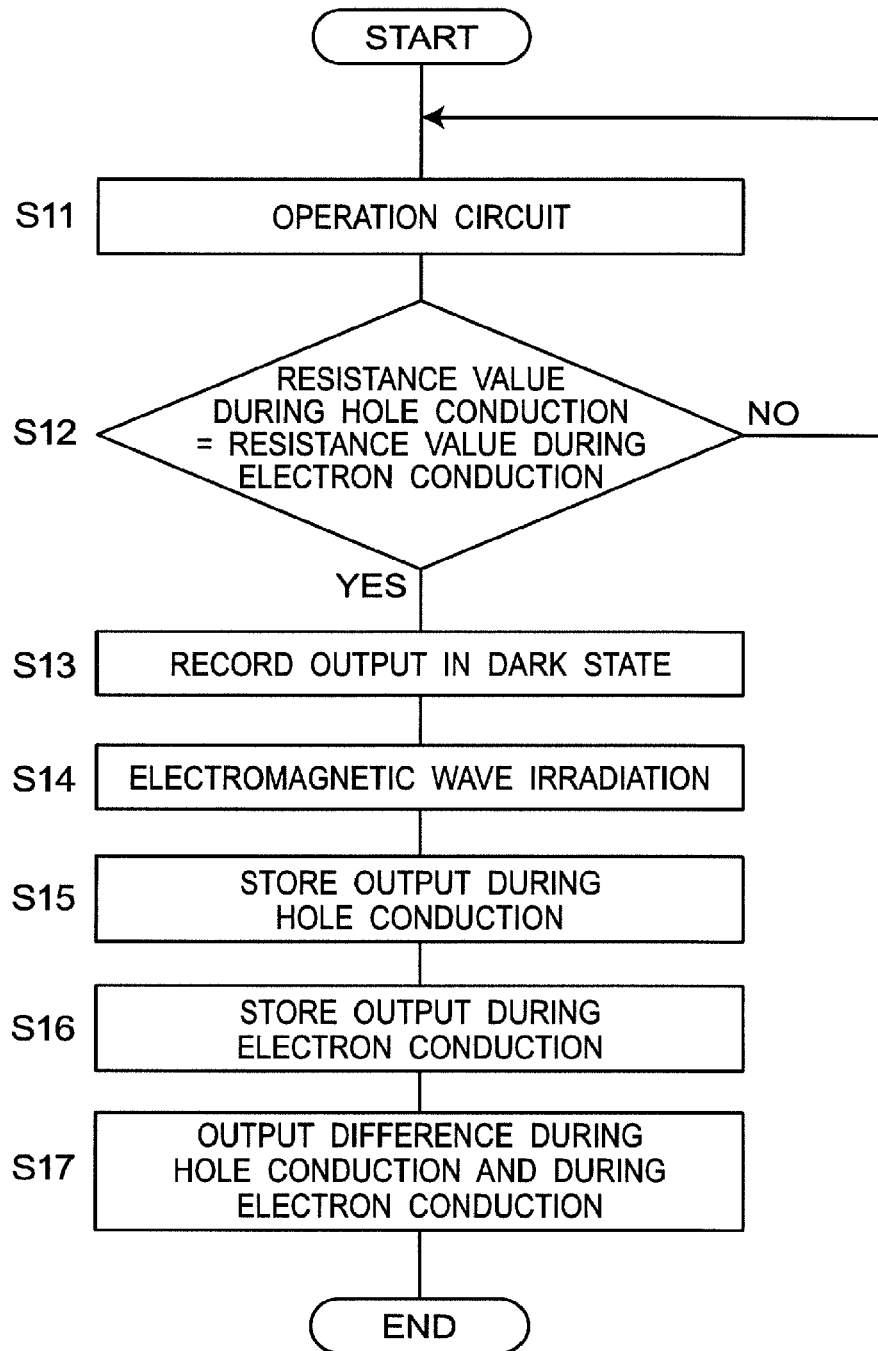 START
S11
OPERATION CIRCUIT
S12
RESISTANCE VALUE
DURING HOLE CONDUCTION
= RESISTANCE VALUE DURING
ELECTRON CONDUCTION
NO
YES
S13
RECORD OUTPUT IN DARK STATE
S14
ELECTROMAGNETIC WAVE IRRADIATION
S15
STORE OUTPUT DURING
HOLE CONDUCTION
S16
STORE OUTPUT DURING
ELECTRON CONDUCTION
S17
OUTPUT DIFFERENCE DURING
HOLE CONDUCTION AND DURING
ELECTRON CONDUCTION
END